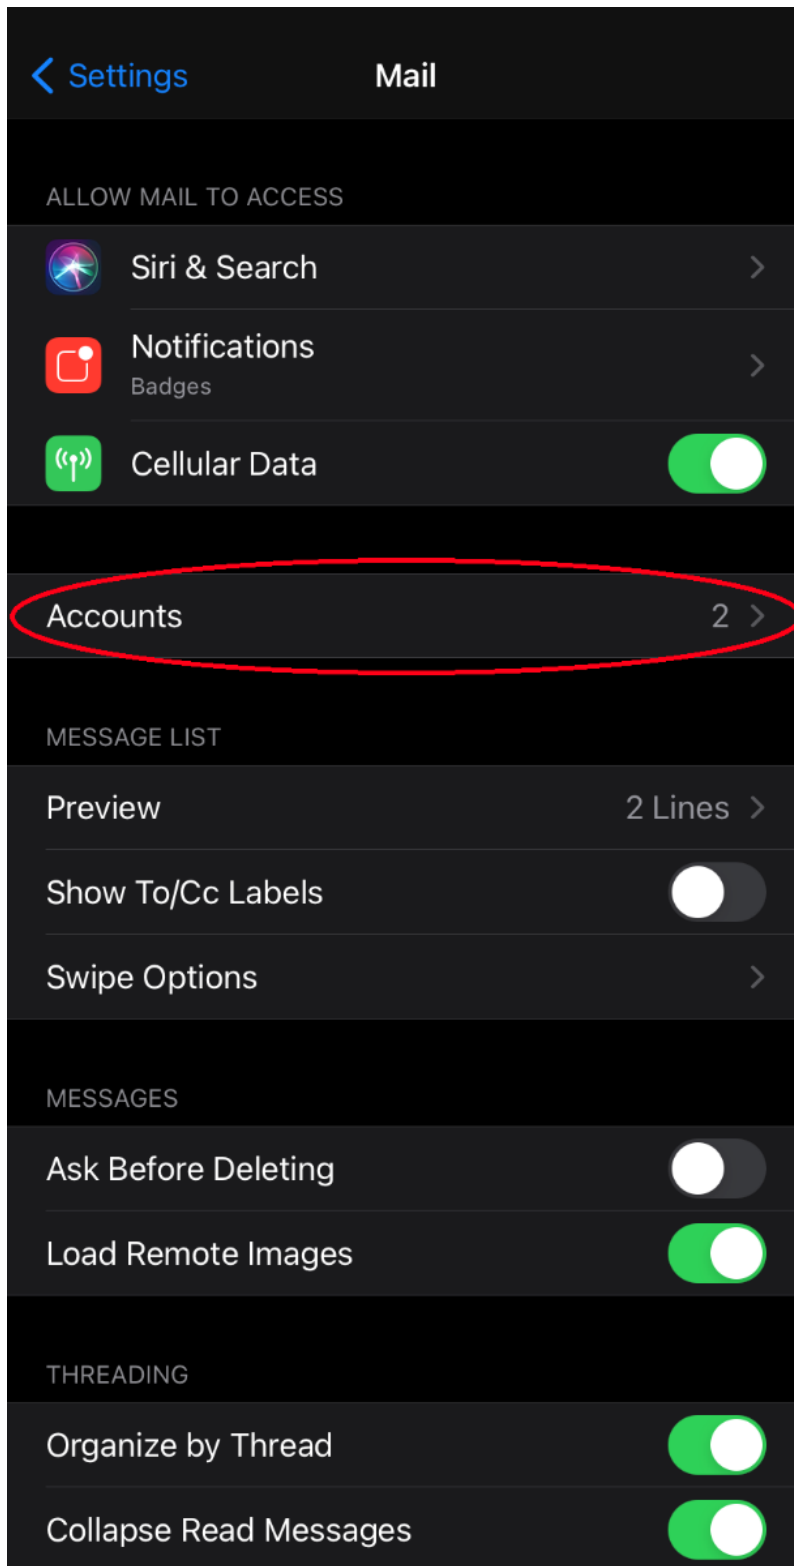 Settings
Mail
ALLOW MAIL TO ACCESS
Siri & Search
Notifications
Badges
Cellular Data
Accounts 2
MESSAGE LIST
Preview 2 Lines
Show To/Cc Labels
Swipe Options
MESSAGES
Ask Before Deleting
Load Remote Images
THREADING
Organize by Thread
Collapse Read Messages